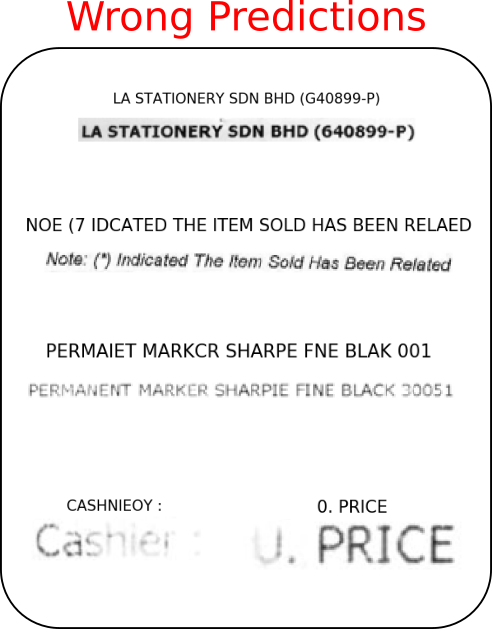 Wrong Predictions
LA STATIONERY SDN BHD (G40899-P)
LA STATIONERY SDN BHD (640899-P)
NOE (7 IDCATED THE ITEM SOLD HAS BEEN RELAED
Note: (*) Indicated The Item Sold Has Been Related
PERMAIET MARKCR SHARPE FNE BLAK 001
PERMANENT MARKER SHARPIE FINE BLACK 30051
CASHNIEOY : 0. PRICE
Cashier : U. PRICE